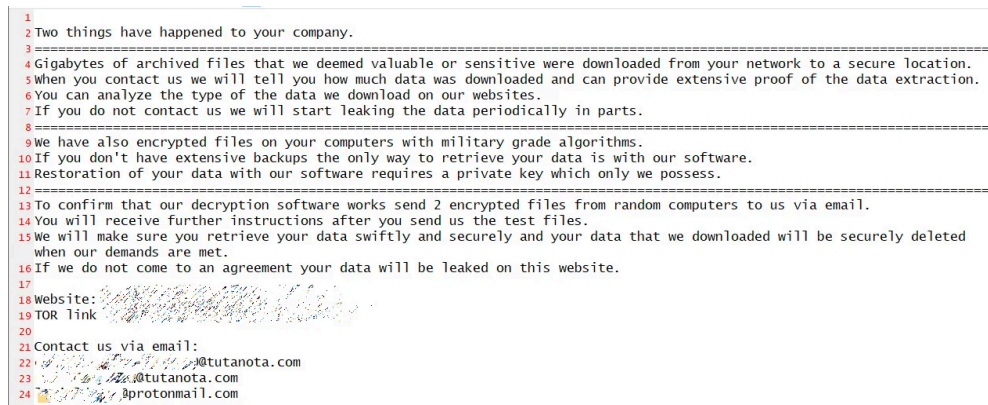 1
2 Two things have happened to your company.
3 ================================================================================
4 Gigabytes of archived files that we deemed valuable or sensitive were downloaded from your network to a secure location.
5 When you contact us we will tell you how much data was downloaded and can provide extensive proof of the data extraction.
6 You can analyze the type of the data we download on our websites.
7 If you do not contact us we will start leaking the data periodically in parts.
8 ================================================================================
9 We have also encrypted files on your computers with military grade algorithms.
10 If you don't have extensive backups the only way to retrieve your data is with our software.
11 Restoration of your data with our software requires a private key which only we possess.
12 ================================================================================
13 To confirm that our decryption software works send 2 encrypted files from random computers to us via email.
14 You will receive further instructions after you send us the test files.
15 We will make sure you retrieve your data swiftly and securely and your data that we downloaded will be securely deleted
when our demands are met.
16 If we do not come to an agreement your data will be leaked on this website.
17
18 Website:
19 TOR link
20
21 Contact us via email:
22 @tutanota.com
23 @tutanota.com
24 @protonmail.com